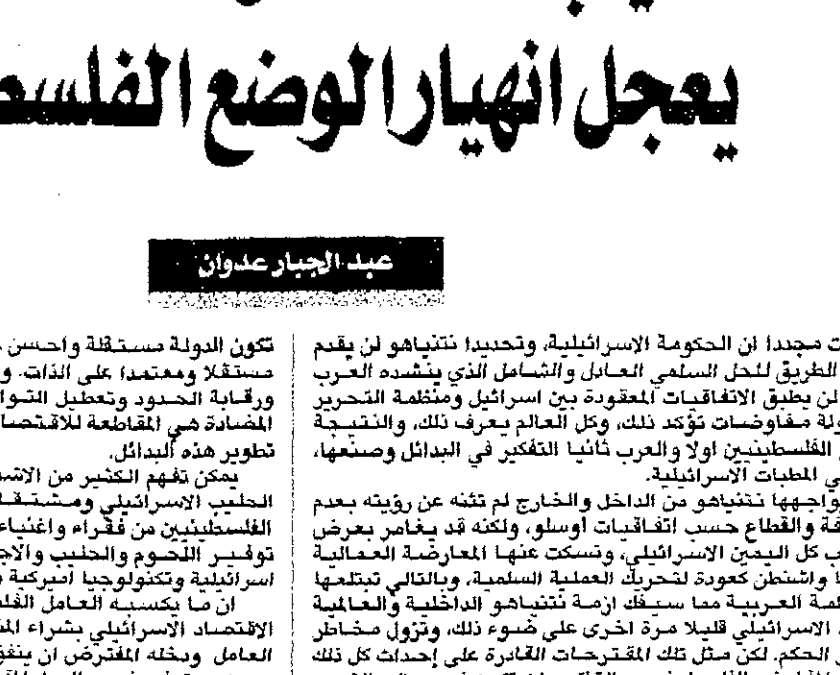 يعجل انهيار الوضع الفلسع
عبد الجبار عدوان
ت مجددا ان الحكومة الاسرائيلية، وتحديدا نتنياهو لن يقدم
الطريق للحل السلمي العادل والشامل الذي ينشده العرب
لن يطبق الاتفاقيات المعقودة بين اسرائيل ومنظمة التحرير
ولة مفاوضات تؤكد ذلك، وكل العالم يعرف ذلك، والنتيجة
الفلسطينيين اولا والعرب ثانيا التفكير في البدائل وصنعها،
ي المطبات الاسرائيلية.
واجهها نتنياهو من الداخل والخارج لم تثنه عن رؤيته بعدم
فة والقطاع حسب اتفاقيات أوسلو، ولكنه قد يغامر بعرض
ب كل اليمين الاسرائيلي، وتسكت عنها المعارضة العمالية
ا واشنطن كعودة لتحريك العملية السلمية، وبالتالي تبتلعها
لمة العربية مما سيفك ازمة نتنياهو الداخلية والعالمية
الاسرائيلي قليلا مرة اخرى على ضوء ذلك، وتزول مخاطر
الحكم. لكن مثل تلك المقترحات القادرة على إحداث كل ذلك
تكون الدولة مستقلة واحسن
مستقلا ومعتمدا على الذات. و
ورقابة الحدود وتعطيل التوا
المضادة هي المقاطعة للاقتصا
تطوير هذه البدائل.
يمكن تفهم الكثير من الاش
الحليب الاسرائيلي ومشتقا
الفلسطينيين من فقراء واغنياء
توفير اللحوم والحليب والاج
اسرائيلية وتكنولوجيا اميركية
ان ما يكسبه العامل الفل
الاقتصاد الاسرائيلي بشراء الم
العامل ودخله المفترض ان ينفق